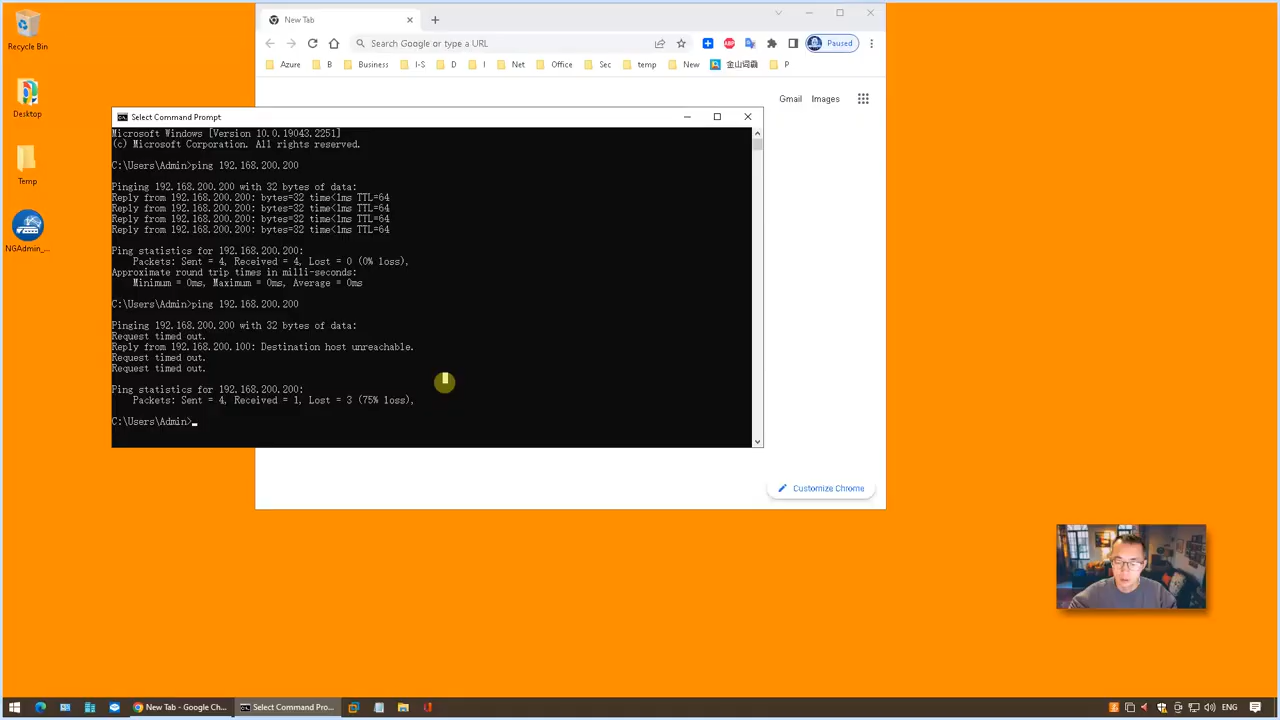 Recycle Bin
Desktop
Temp
NGAdmin_...
New Tab
Search Google or type a URL
ABP
Paused
Azure
B
Business
I-S
D
I
Net
Office
Sec
temp
New
金山词霸
P
Gmail
Images
Select Command Prompt
Microsoft Windows [Version 10.0.19043.2251]
(c) Microsoft Corporation. All rights reserved.
C:\Users\Admin>ping 192.168.200.200
Pinging 192.168.200.200 with 32 bytes of data:
Reply from 192.168.200.200: bytes=32 time<1ms TTL=64
Reply from 192.168.200.200: bytes=32 time<1ms TTL=64
Reply from 192.168.200.200: bytes=32 time<1ms TTL=64
Reply from 192.168.200.200: bytes=32 time<1ms TTL=64
Ping statistics for 192.168.200.200:
Packets: Sent = 4, Received = 4, Lost = 0 (0% loss),
Approximate round trip times in milli-seconds:
Minimum = 0ms, Maximum = 0ms, Average = 0ms
C:\Users\Admin>ping 192.168.200.200
Pinging 192.168.200.200 with 32 bytes of data:
Request timed out.
Reply from 192.168.200.100: Destination host unreachable.
Request timed out.
Request timed out.
Ping statistics for 192.168.200.200:
Packets: Sent = 4, Received = 1, Lost = 3 (75% loss),
C:\Users\Admin>
Customize Chrome
New Tab - Google Ch...
Select Command Pro...
ENG